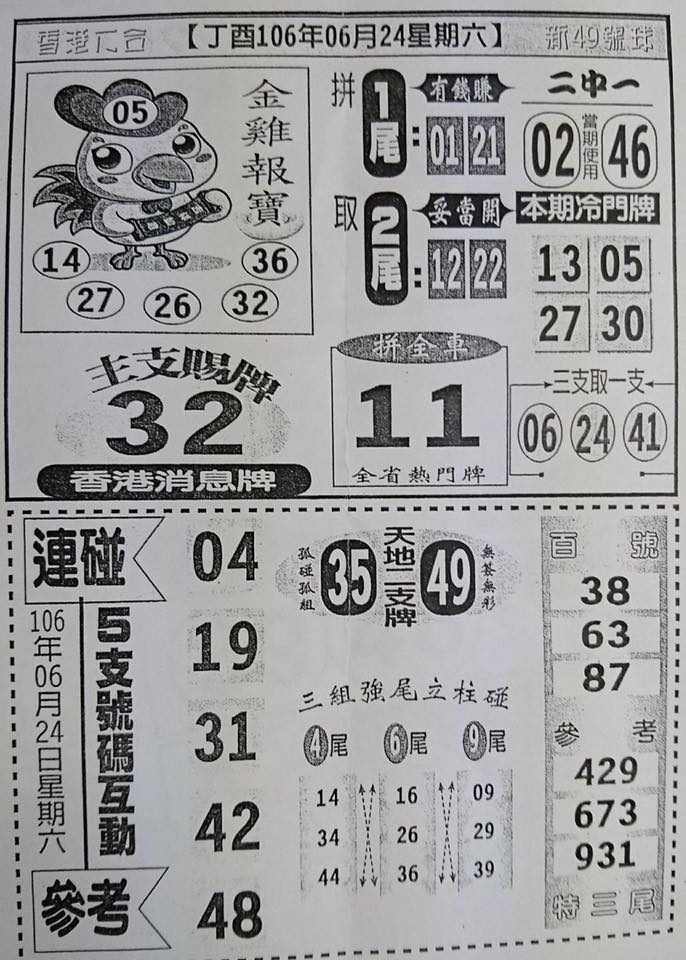 香港六合
【丁酉106年06月24星期六】
新49號球
05
金雞報寶
14
36
27
26
32
主支賜牌
32
香港消息牌
拼
1尾:
有錢賺
01 21
取
2尾:
妥當開
12 22
二中一
02
當期使用
46
本期冷門牌
13 05
27 30
拼全車
11
全省熱門牌
三支取一支
06 24 41
連碰
106年06月24日星期六
5支號碼互動
參考
04
19
31
42
48
孤碰孤組
35
天地二支牌
49
無簽無彩
三組強尾立柱碰
4尾 6尾 9尾
14 16 09
34 26 29
44 36 39
百號
38
63
87
參考
429
673
931
特三尾